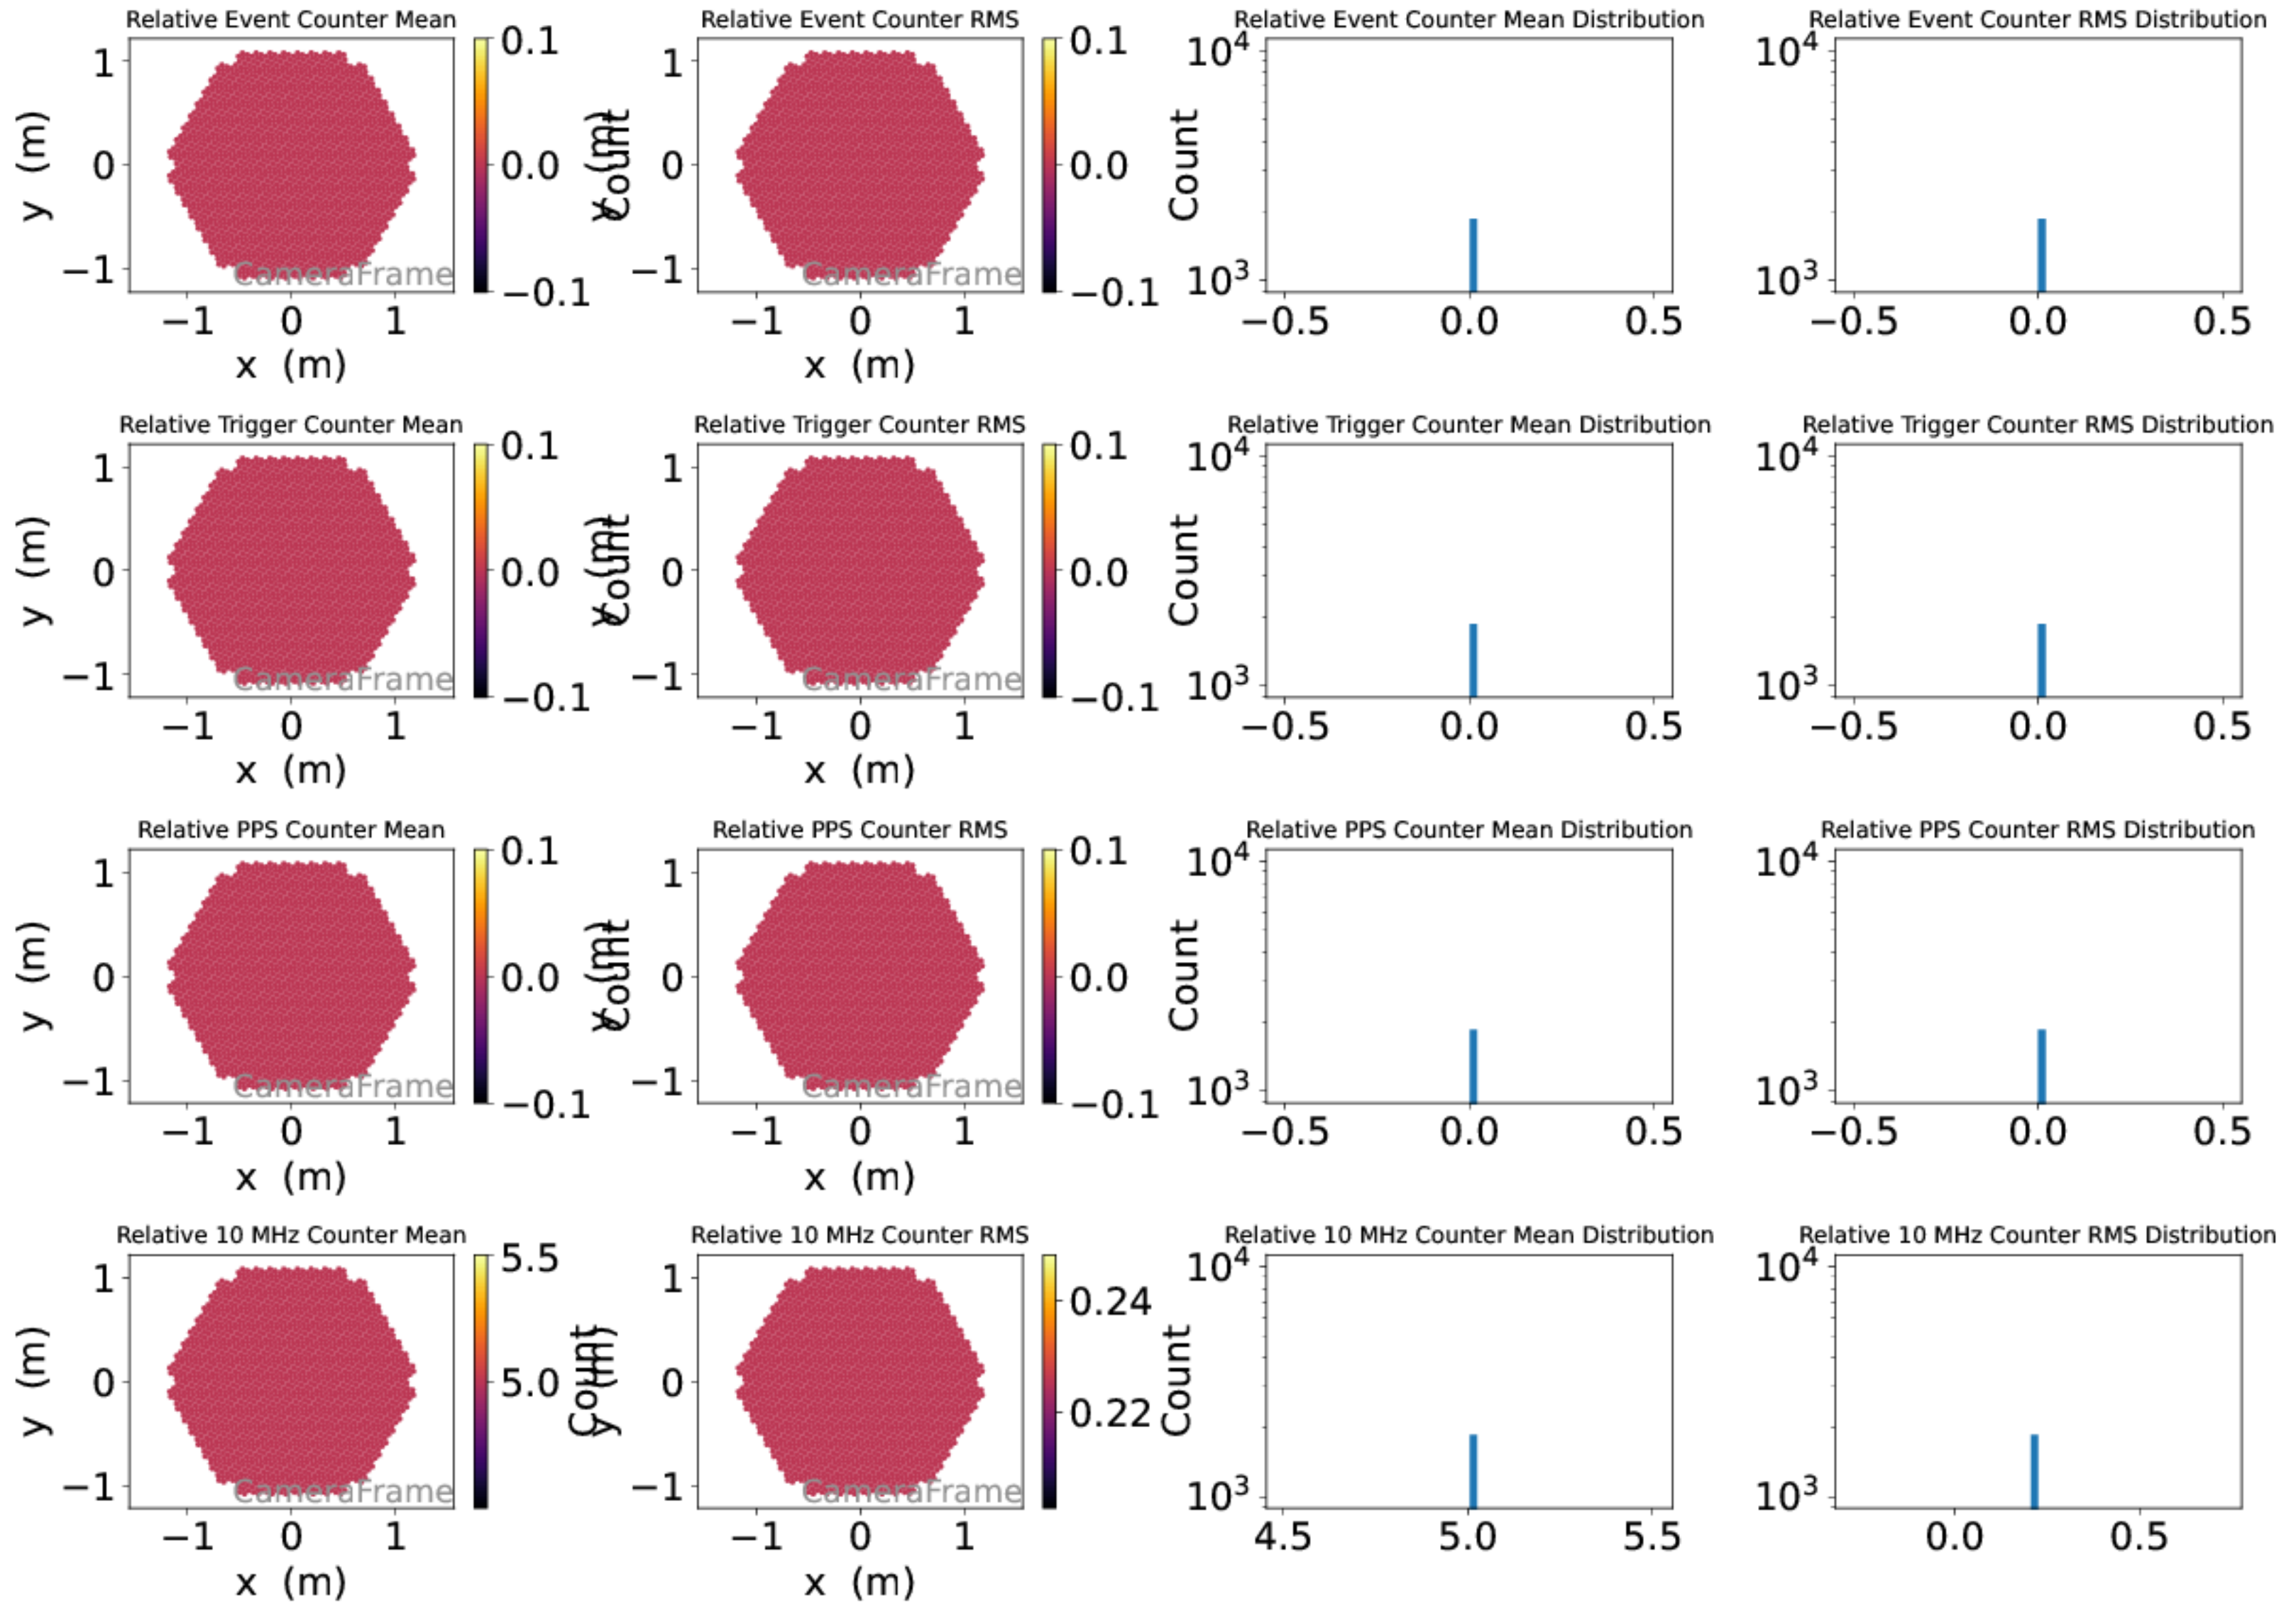 Relative Event Counter Mean
1
0
−1
y (m)
−1 0 1
x (m)
CameraFrame
0.1
0.0
−0.1
Count
Relative Event Counter RMS
1
0
−1
y (m)
−1 0 1
x (m)
CameraFrame
0.1
0.0
−0.1
Relative Event Counter Mean Distribution
Count
10⁴
10³
−0.5 0.0 0.5
Relative Event Counter RMS Distribution
10⁴
10³
−0.5 0.0 0.5
Relative Trigger Counter Mean
1
0
−1
y (m)
−1 0 1
x (m)
CameraFrame
0.1
0.0
−0.1
Count
Relative Trigger Counter RMS
1
0
−1
y (m)
−1 0 1
x (m)
CameraFrame
0.1
0.0
−0.1
Relative Trigger Counter Mean Distribution
Count
10⁴
10³
−0.5 0.0 0.5
Relative Trigger Counter RMS Distribution
10⁴
10³
−0.5 0.0 0.5
Relative PPS Counter Mean
1
0
−1
y (m)
−1 0 1
x (m)
CameraFrame
0.1
0.0
−0.1
Count
Relative PPS Counter RMS
1
0
−1
y (m)
−1 0 1
x (m)
CameraFrame
0.1
0.0
−0.1
Relative PPS Counter Mean Distribution
Count
10⁴
10³
−0.5 0.0 0.5
Relative PPS Counter RMS Distribution
10⁴
10³
−0.5 0.0 0.5
Relative 10 MHz Counter Mean
1
0
−1
y (m)
−1 0 1
x (m)
CameraFrame
5.5
5.0
Count
Relative 10 MHz Counter RMS
1
0
−1
y (m)
−1 0 1
x (m)
CameraFrame
0.24
0.22
Relative 10 MHz Counter Mean Distribution
Count
10⁴
10³
4.5 5.0 5.5
Relative 10 MHz Counter RMS Distribution
10⁴
10³
0.0 0.5